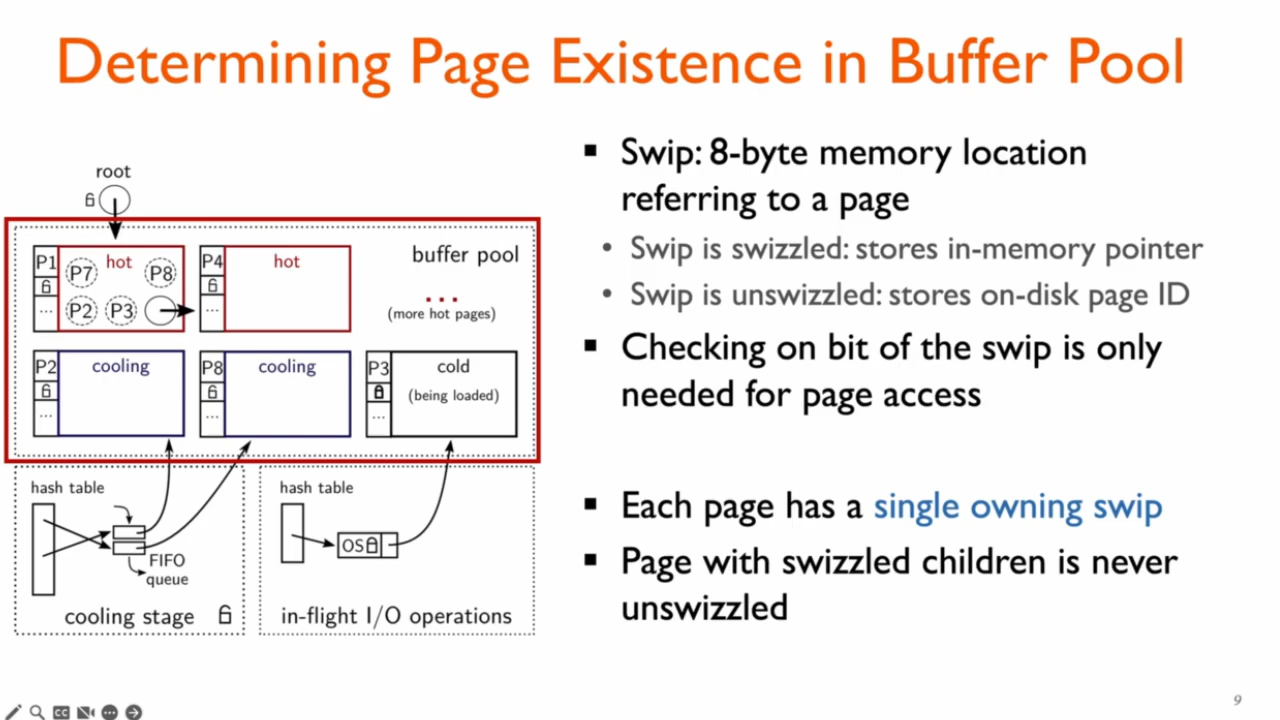 Determining Page Existence in Buffer Pool
root
P1
hot
P7
P8
P2
P3
...
P4
hot
...
buffer pool
...
(more hot pages)
P2
cooling
...
P8
cooling
...
P3
cold
(being loaded)
...
hash table
FIFO
queue
cooling stage
hash table
OS
in-flight I/O operations
▪ Swip: 8-byte memory location
referring to a page
• Swip is swizzled: stores in-memory pointer
• Swip is unswizzled: stores on-disk page ID
▪ Checking on bit of the swip is only
needed for page access
▪ Each page has a single owning swip
▪ Page with swizzled children is never
unswizzled
CC
9